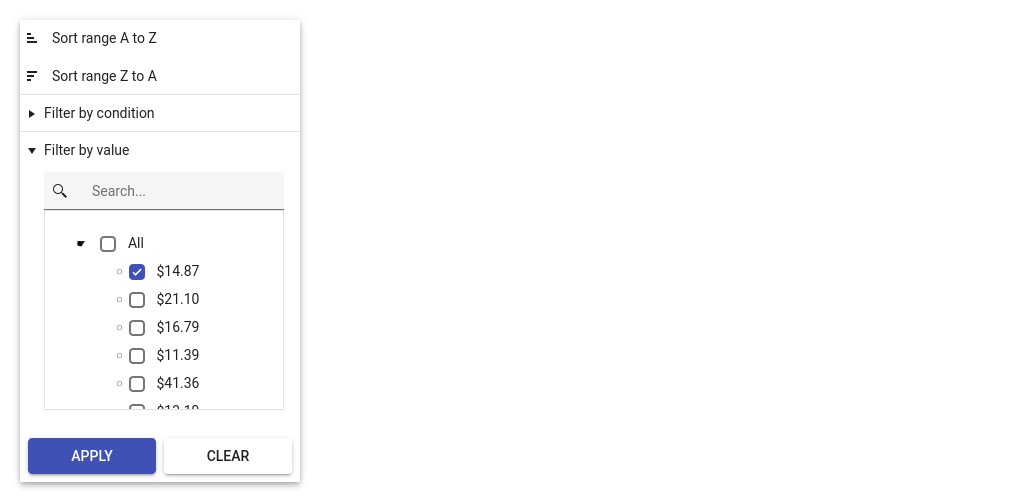 Sort range A to Z
Sort range Z to A
Filter by condition
Filter by value
Search...
All
$14.87
$21.10
$16.79
$11.39
$41.36
APPLY CLEAR